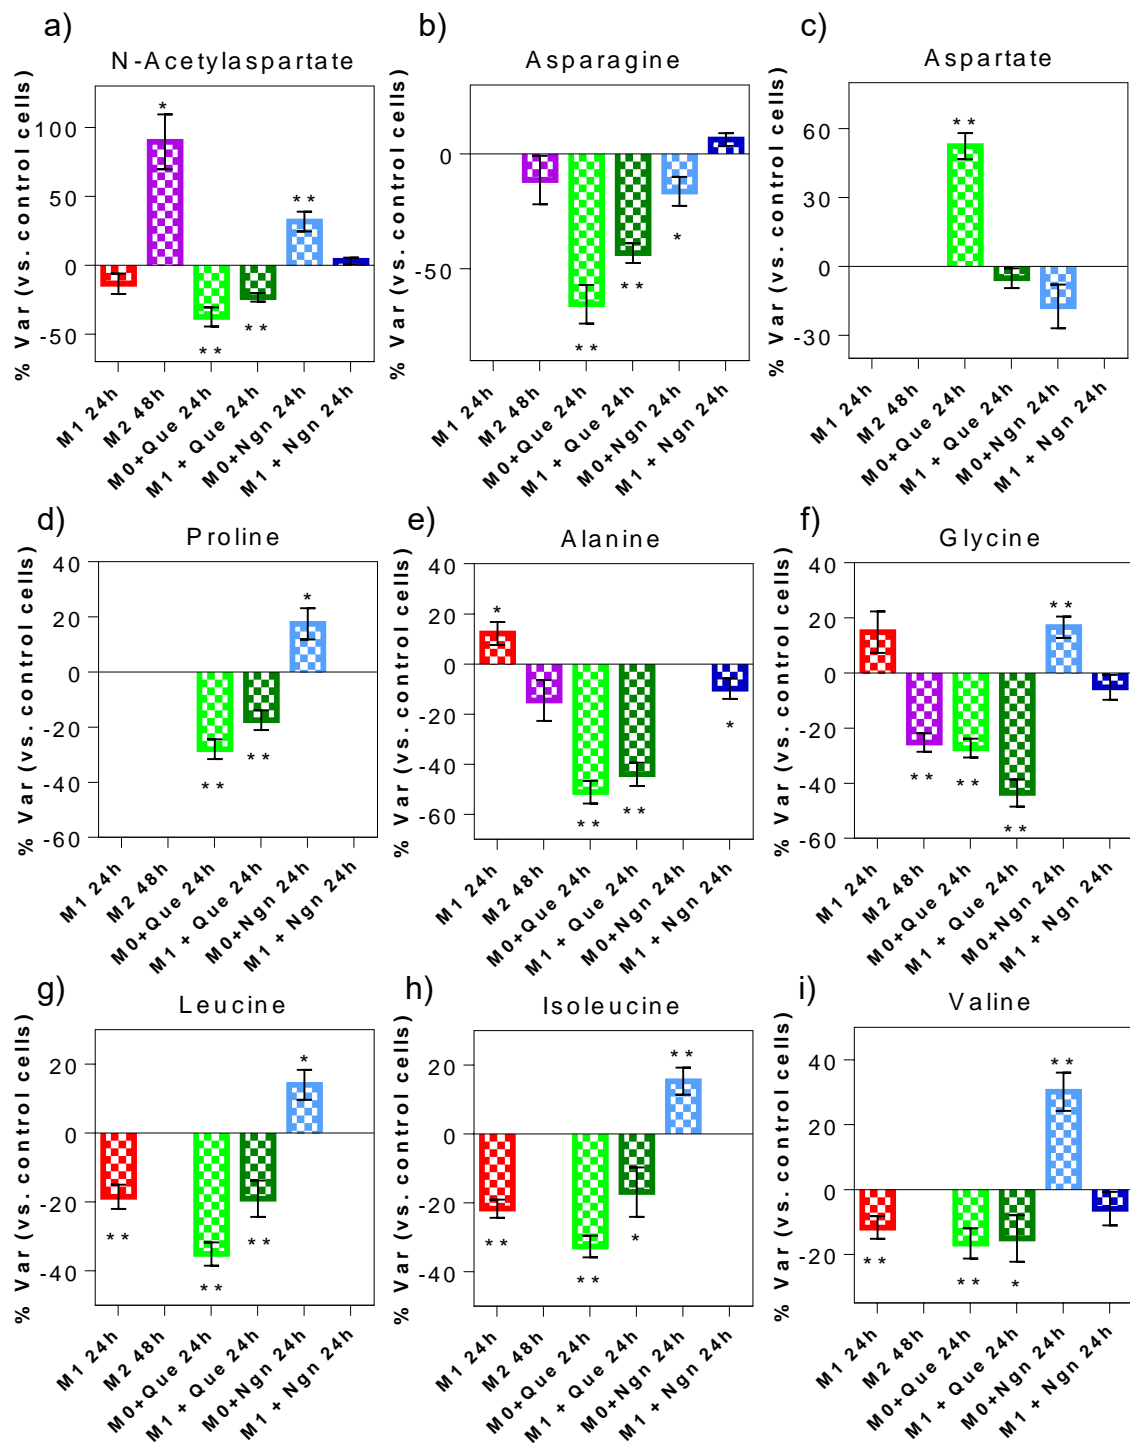 a)
N-Acetylaspartate
% Var (vs. control cells)
100
50
0
-50
*
**
**
**
M1 24h
M2 48h
M0+Que 24h
M1 + Que 24h
M0+Ngn 24h
M1 + Ngn 24h
b)
Asparagine
% Var (vs. control cells)
0
-50
**
**
*
M1 24h
M2 48h
M0+Que 24h
M1 + Que 24h
M0+Ngn 24h
M1 + Ngn 24h
c)
Aspartate
% Var (vs. control cells)
60
30
0
-30
**
M1 24h
M2 48h
M0+Que 24h
M1 + Que 24h
M0+Ngn 24h
M1 + Ngn 24h
d)
Proline
% Var (vs. control cells)
40
20
0
-20
-40
-60
**
**
*
M1 24h
M2 48h
M0+Que 24h
M1 + Que 24h
M0+Ngn 24h
M1 + Ngn 24h
e)
Alanine
% Var (vs. control cells)
40
20
0
-20
-40
-60
*
**
**
*
M1 24h
M2 48h
M0+Que 24h
M1 + Que 24h
M0+Ngn 24h
M1 + Ngn 24h
f)
Glycine
% Var (vs. control cells)
40
20
0
-20
-40
-60
**
**
**
**
M1 24h
M2 48h
M0+Que 24h
M1 + Que 24h
M0+Ngn 24h
M1 + Ngn 24h
g)
Leucine
% Var (vs. control cells)
20
0
-20
-40
**
**
**
*
M1 24h
M2 48h
M0+Que 24h
M1 + Que 24h
M0+Ngn 24h
M1 + Ngn 24h
h)
Isoleucine
% Var (vs. control cells)
20
0
-20
-40
**
**
*
**
M1 24h
M2 48h
M0+Que 24h
M1 + Que 24h
M0+Ngn 24h
M1 + Ngn 24h
i)
Valine
% Var (vs. control cells)
40
20
0
-20
**
**
*
**
M1 24h
M2 48h
M0+Que 24h
M1 + Que 24h
M0+Ngn 24h
M1 + Ngn 24h